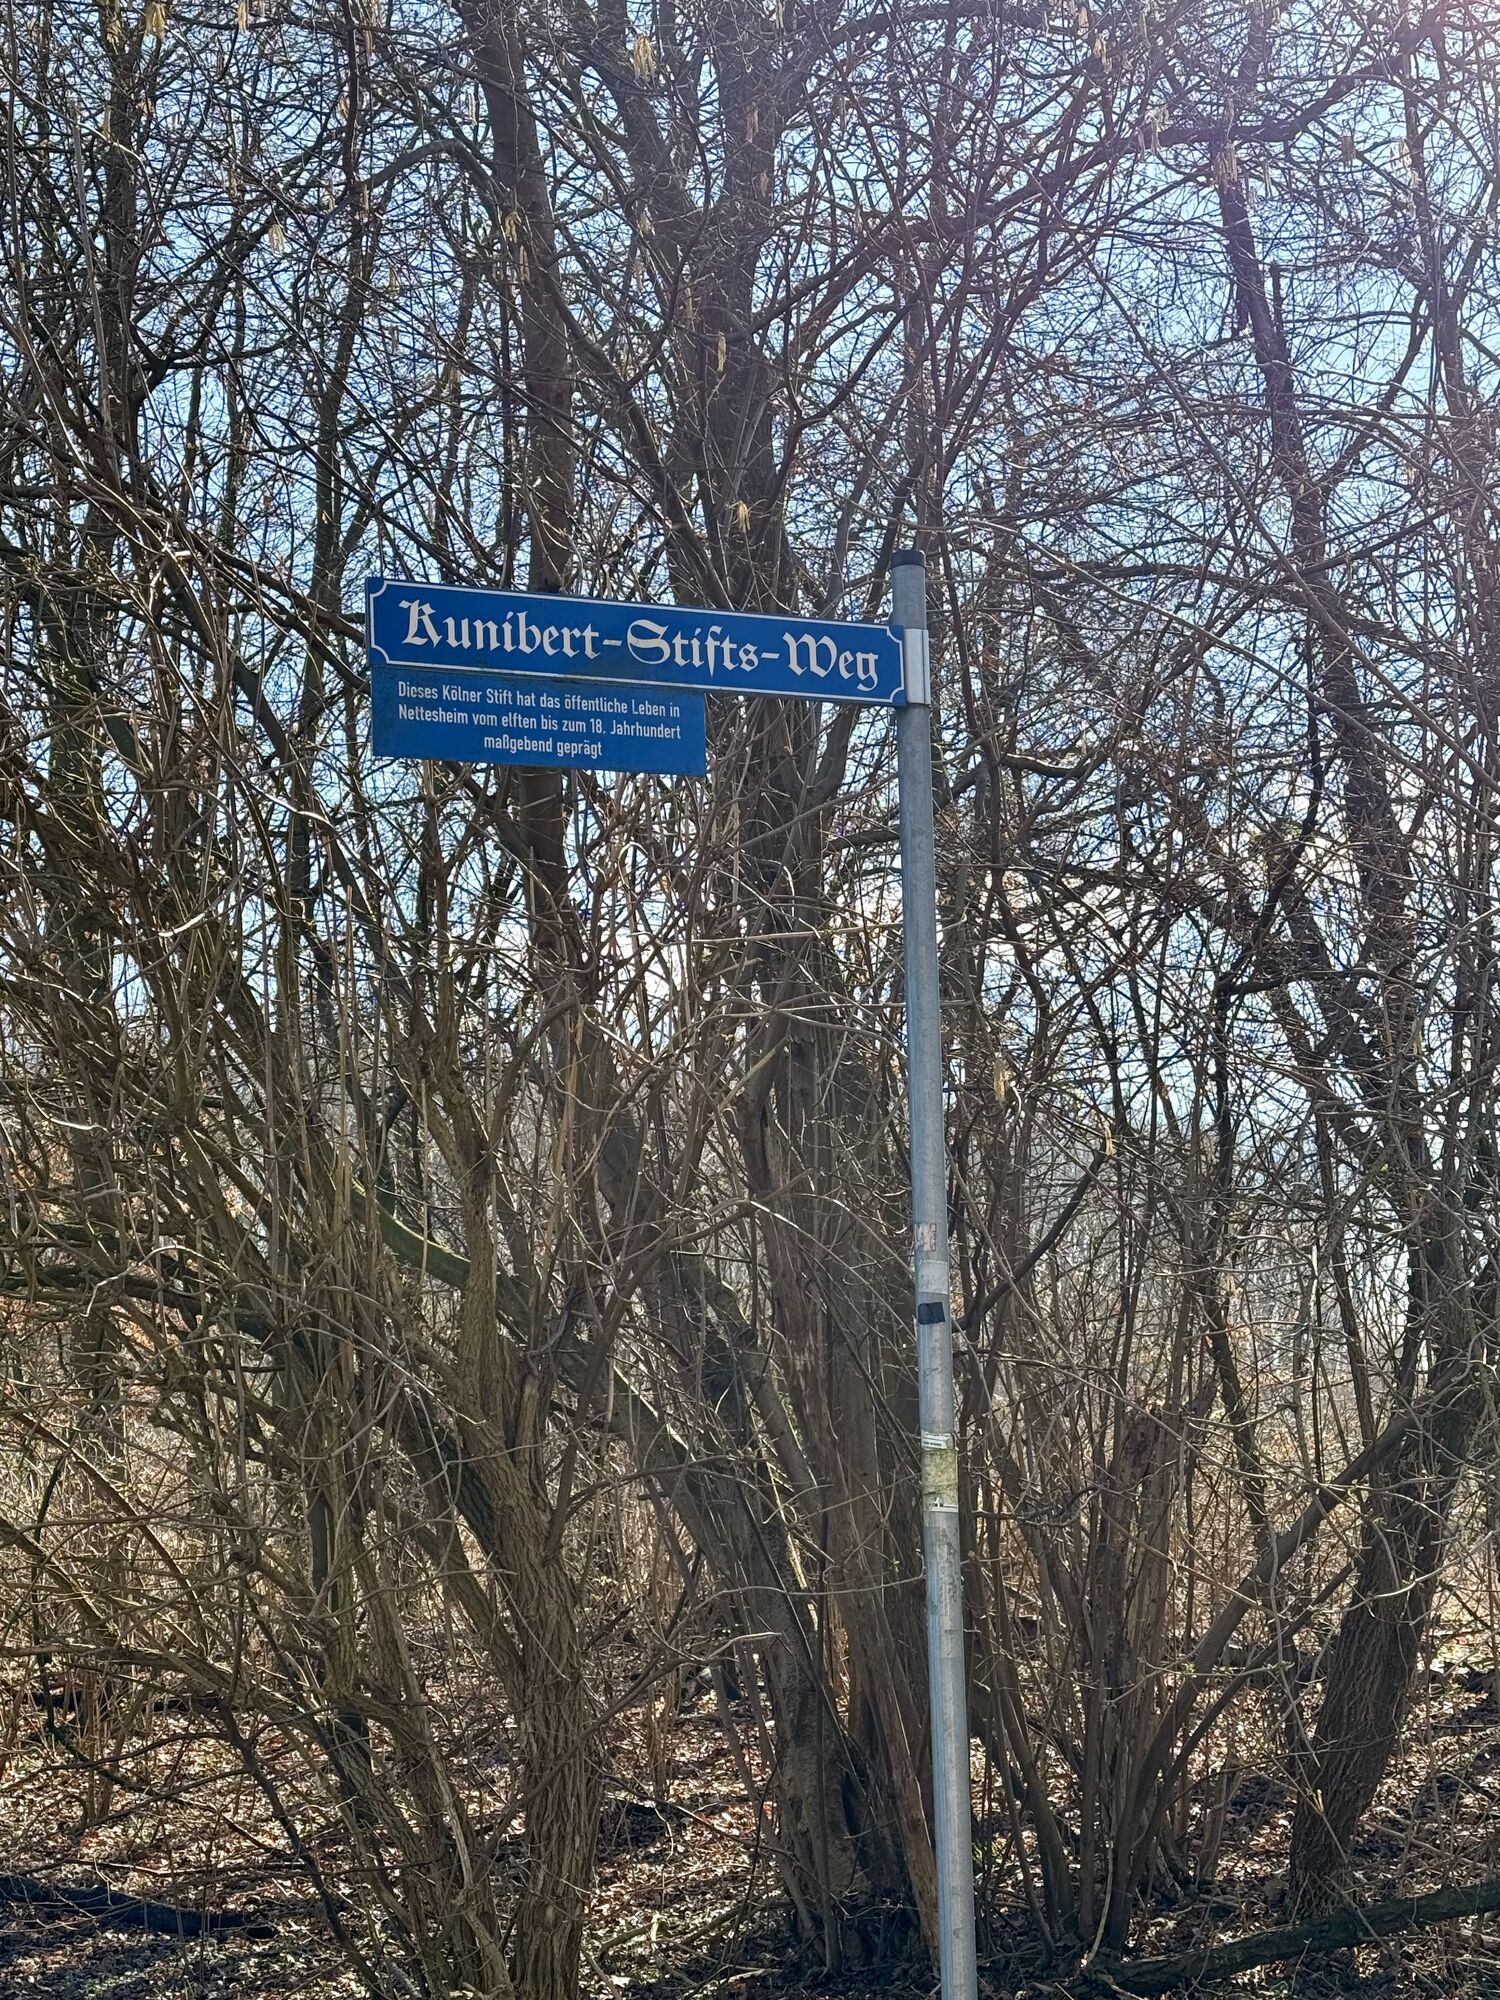 Kunibert-Stifts-Weg
Dieses Kölner Stift hat das öffentliche Leben in
Nettesheim vom elften bis zum 18. Jahrhundert
maßgebend geprägt